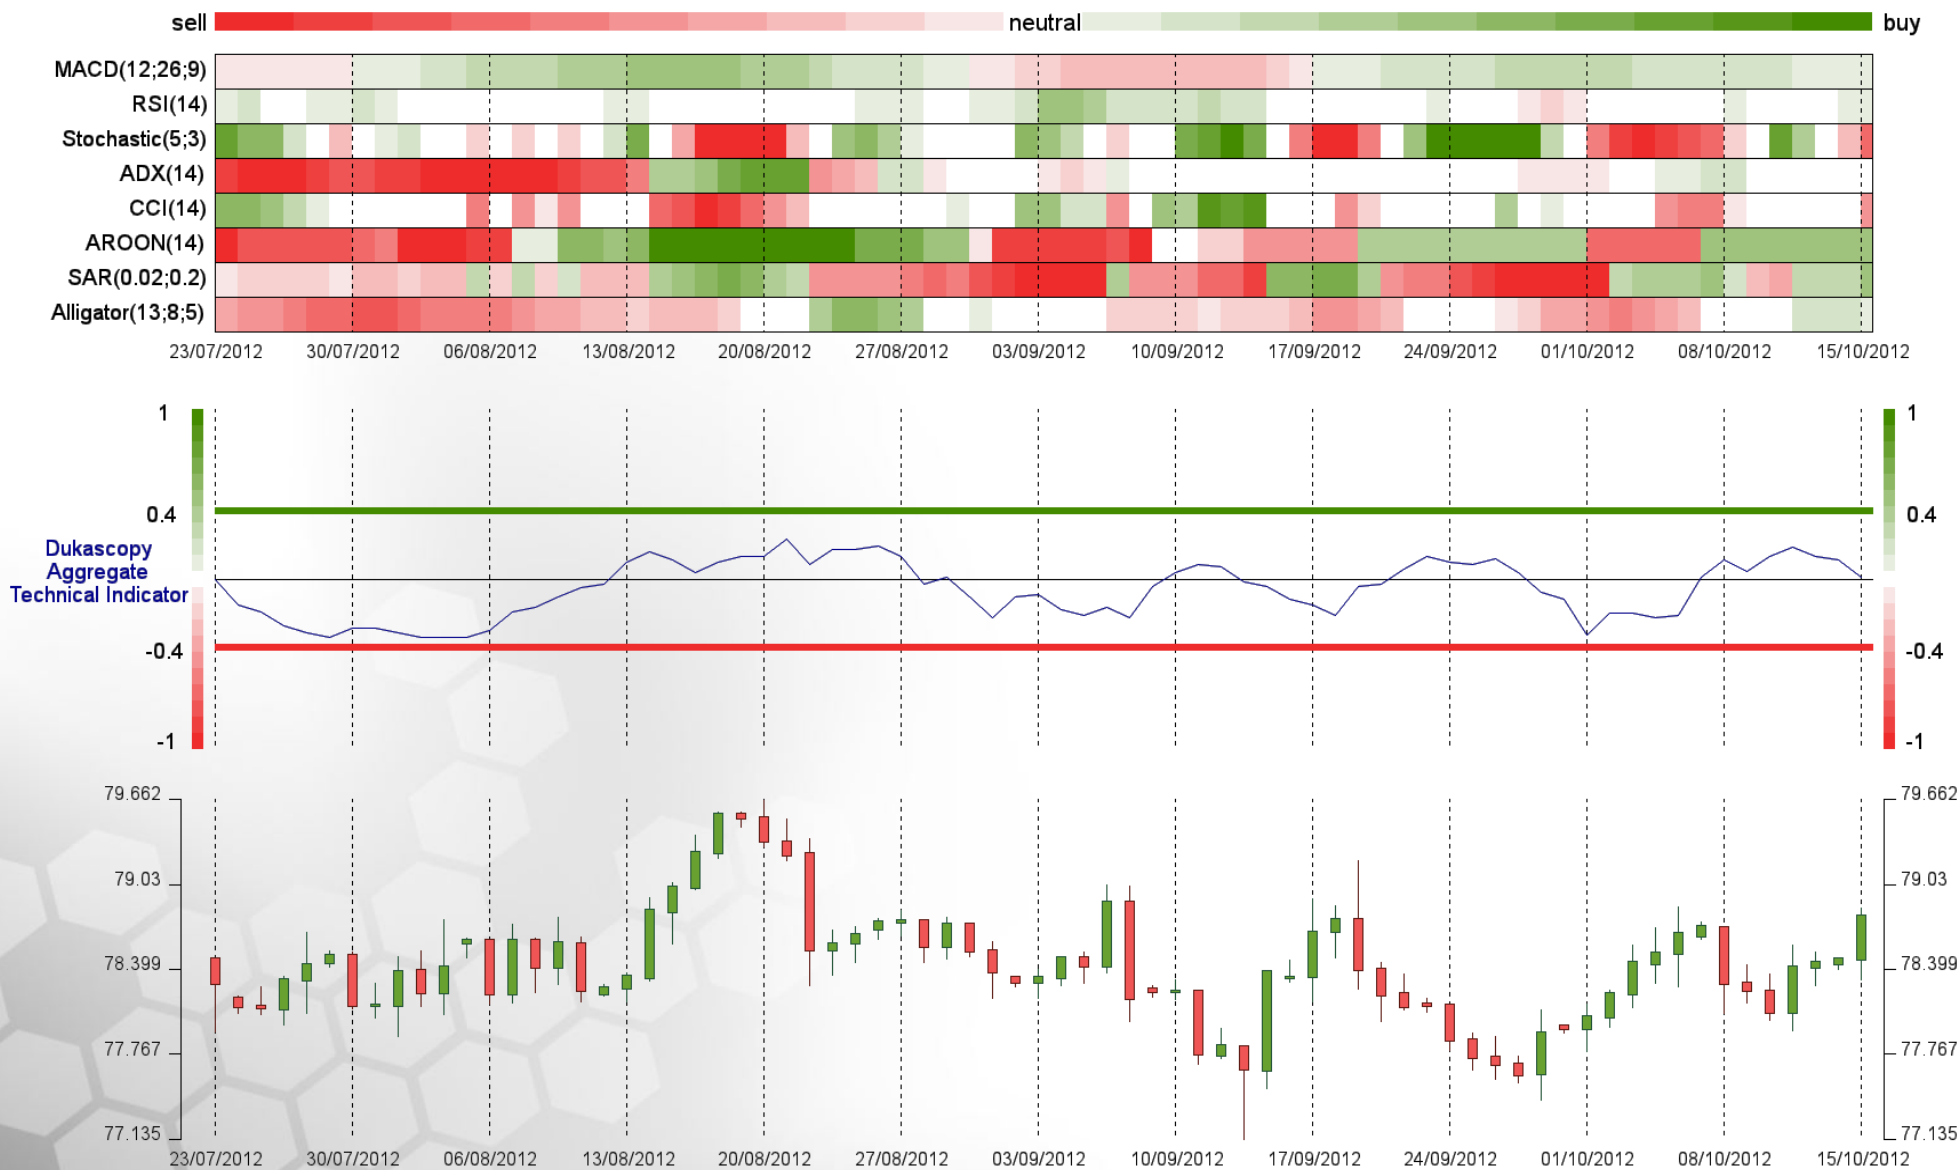 sell neutral buy
MACD(12;26;9)
RSI(14)
Stochastic(5;3)
ADX(14)
CCI(14)
AROON(14)
SAR(0.02;0.2)
Alligator(13;8;5)
23/07/2012 30/07/2012 06/08/2012 13/08/2012 20/08/2012 27/08/2012 03/09/2012 10/09/2012 17/09/2012 24/09/2012 01/10/2012 08/10/2012 15/10/2012
1 1
0.4 0.4
Dukascopy
Aggregate
Technical Indicator
-0.4 -0.4
-1 -1
79.662 79.662
79.03 79.03
78.399 78.399
77.767 77.767
77.135 77.135
23/07/2012 30/07/2012 06/08/2012 13/08/2012 20/08/2012 27/08/2012 03/09/2012 10/09/2012 17/09/2012 24/09/2012 01/10/2012 08/10/2012 15/10/2012